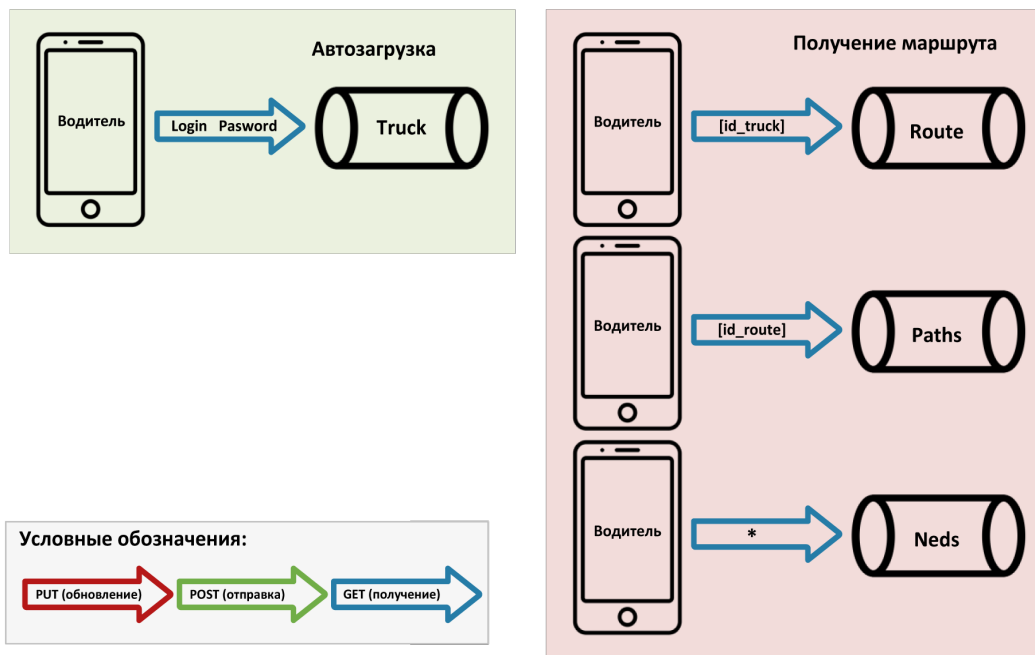 Автозагрузка
Водитель
Login Pasword
Truck
Получение маршрута
Водитель
[id_truck]
Route
Водитель
[id_route]
Paths
Водитель
*
Neds
Условные обозначения:
PUT (обновление)
POST (отправка)
GET (получение)